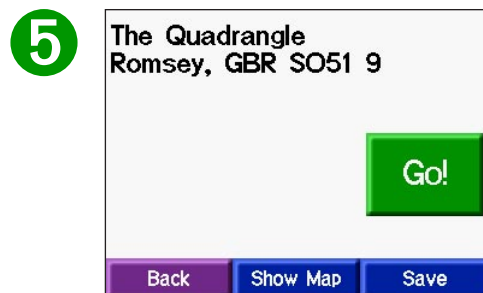 5
The Quadrangle
Romsey, GBR SO51 9
Go!
Back Show Map Save